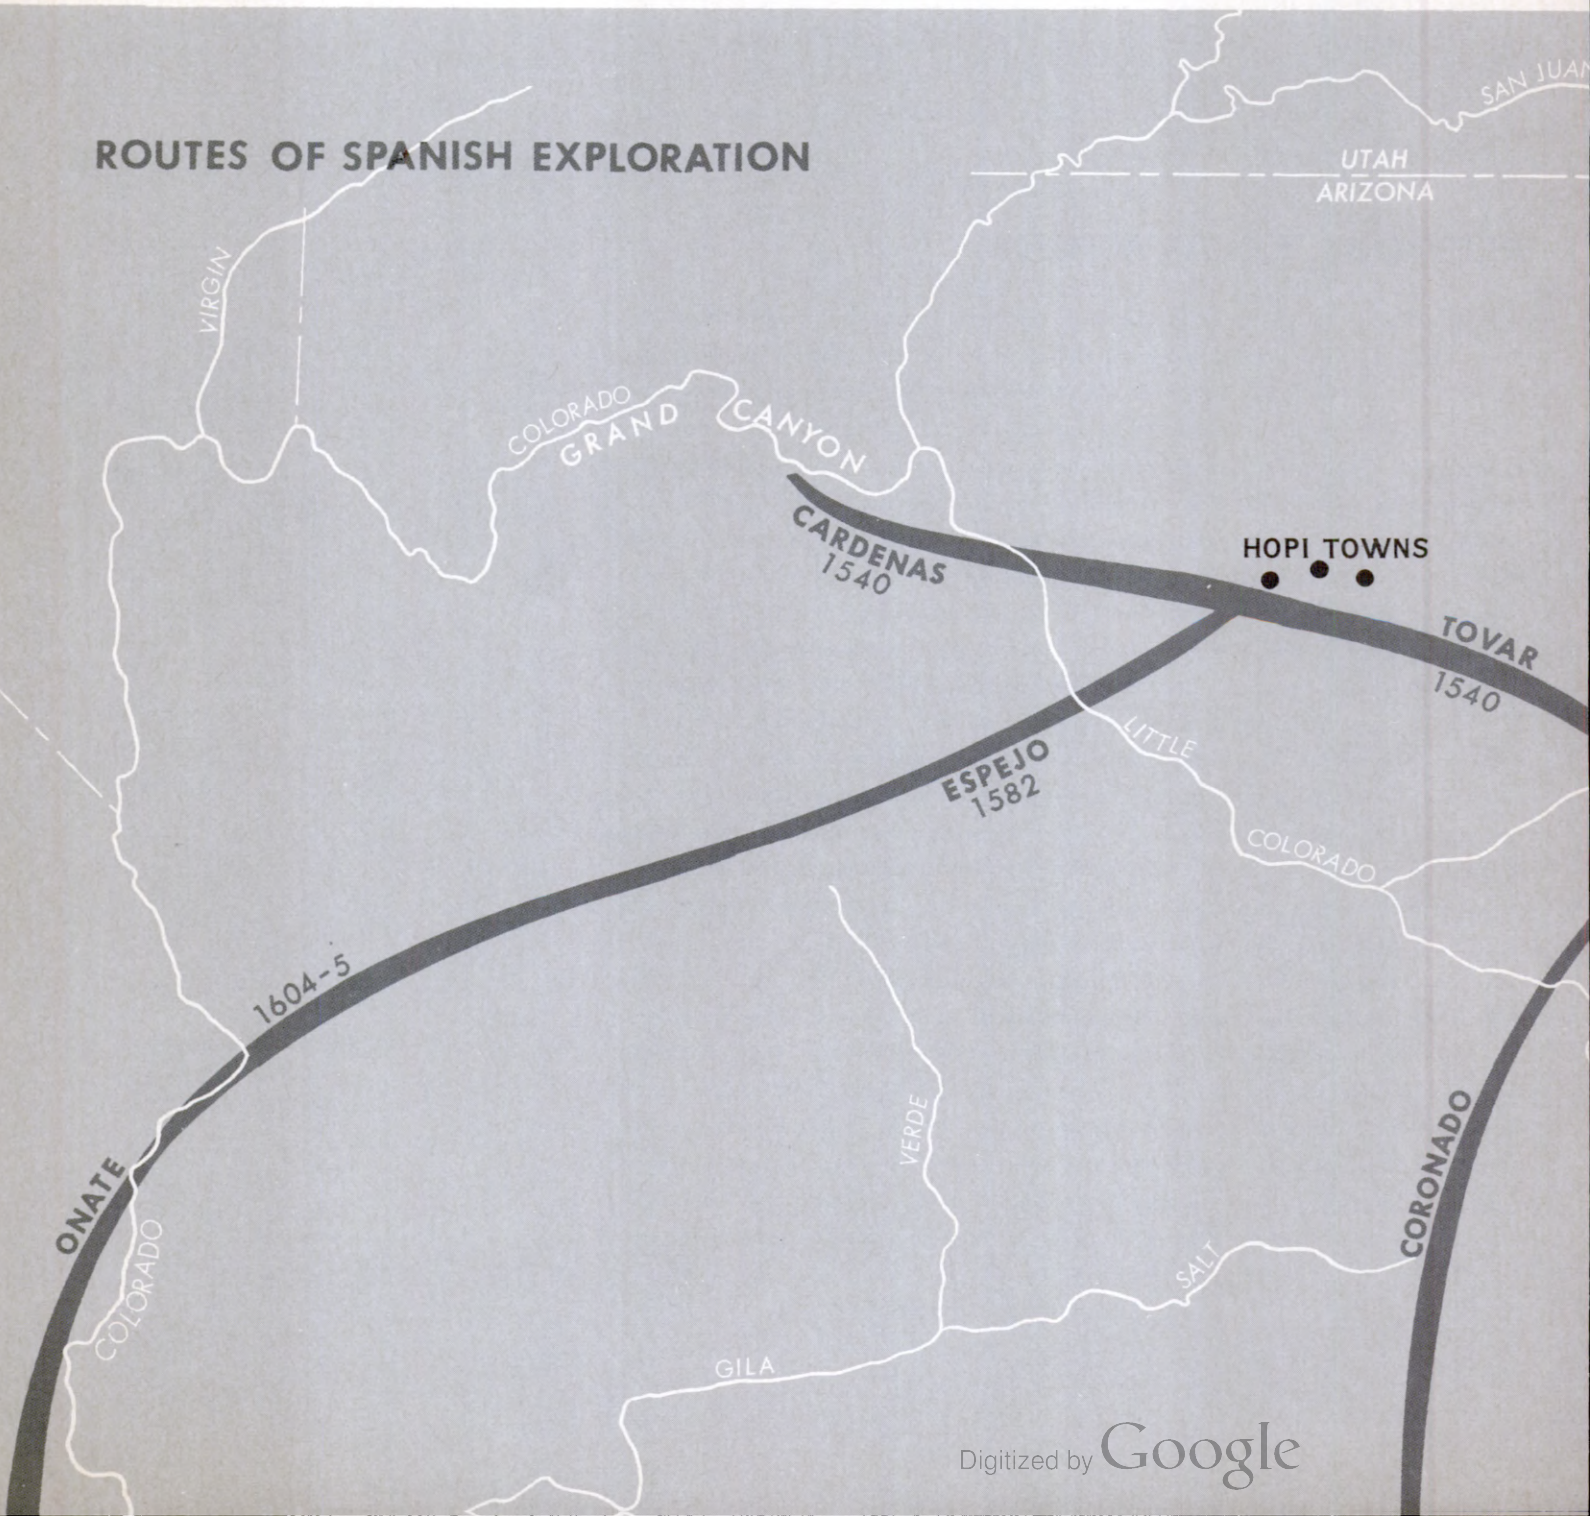 ROUTES OF SPANISH EXPLORATION
SAN JUAN
UTAH
ARIZONA
VIRGIN
COLORADO
GRAND CANYON
CARDENAS
1540
HOPI TOWNS
TOVAR
1540
LITTLE
COLORADO
ESPEJO
1582
1604-5
ONATE
COLORADO
VERDE
CORONADO
SALT
GILA
Digitized by Google